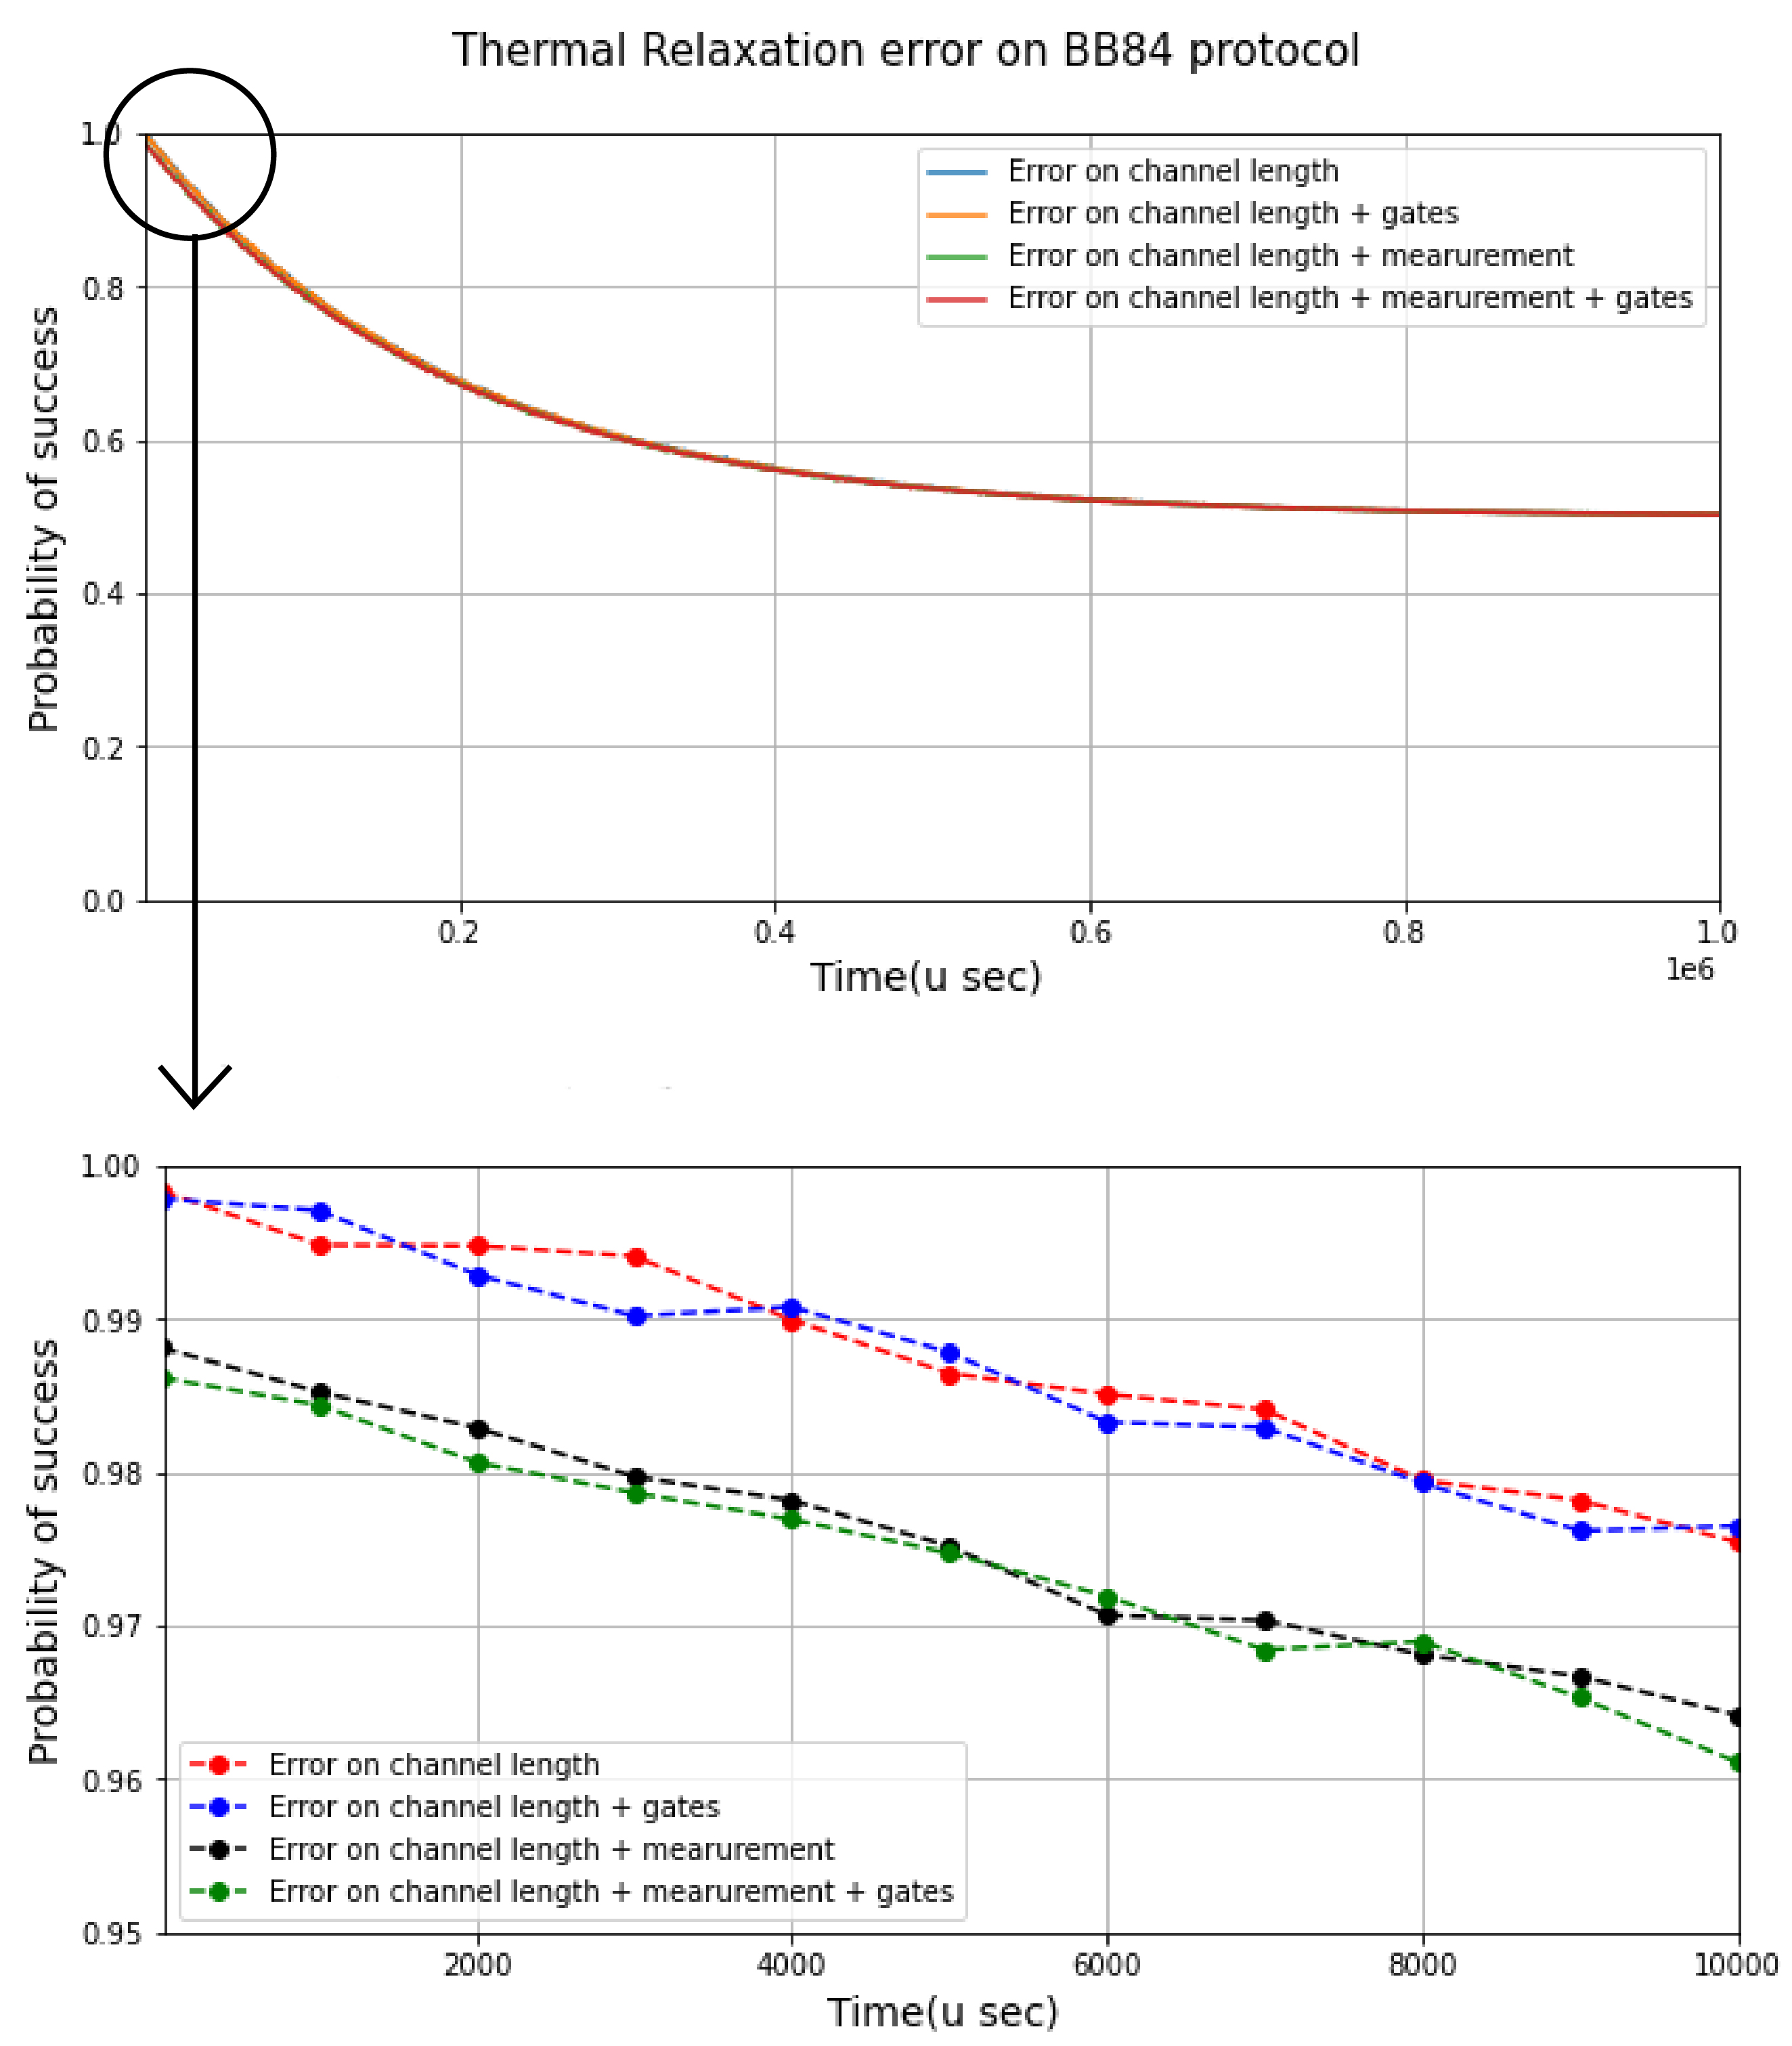 Thermal Relaxation error on BB84 protocol
1.0
0.8
0.6
0.4
0.2
0.0
Probability of success
Error on channel length
Error on channel length + gates
Error on channel length + mearurement
Error on channel length + mearurement + gates
0.2 0.4 0.6 0.8 1.0
1e6
Time(u sec)
1.00
0.99
0.98
0.97
0.96
0.95
Probability of success
Error on channel length
Error on channel length + gates
Error on channel length + mearurement
Error on channel length + mearurement + gates
2000 4000 6000 8000 10000
Time(u sec)